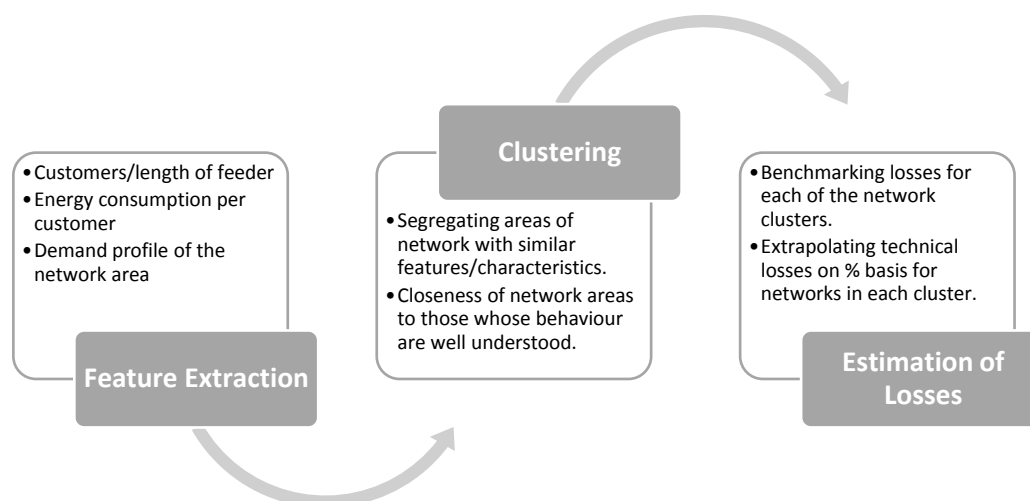 •Customers/length of feeder
•Energy consumption per
customer
•Demand profile of the
network area
Feature Extraction
Clustering
•Segregating areas of
network with similar
features/characteristics.
•Closeness of network areas
to those whose behaviour
are well understood.
•Benchmarking losses for
each of the network
clusters.
•Extrapolating technical
losses on % basis for
networks in each cluster.
Estimation of
Losses